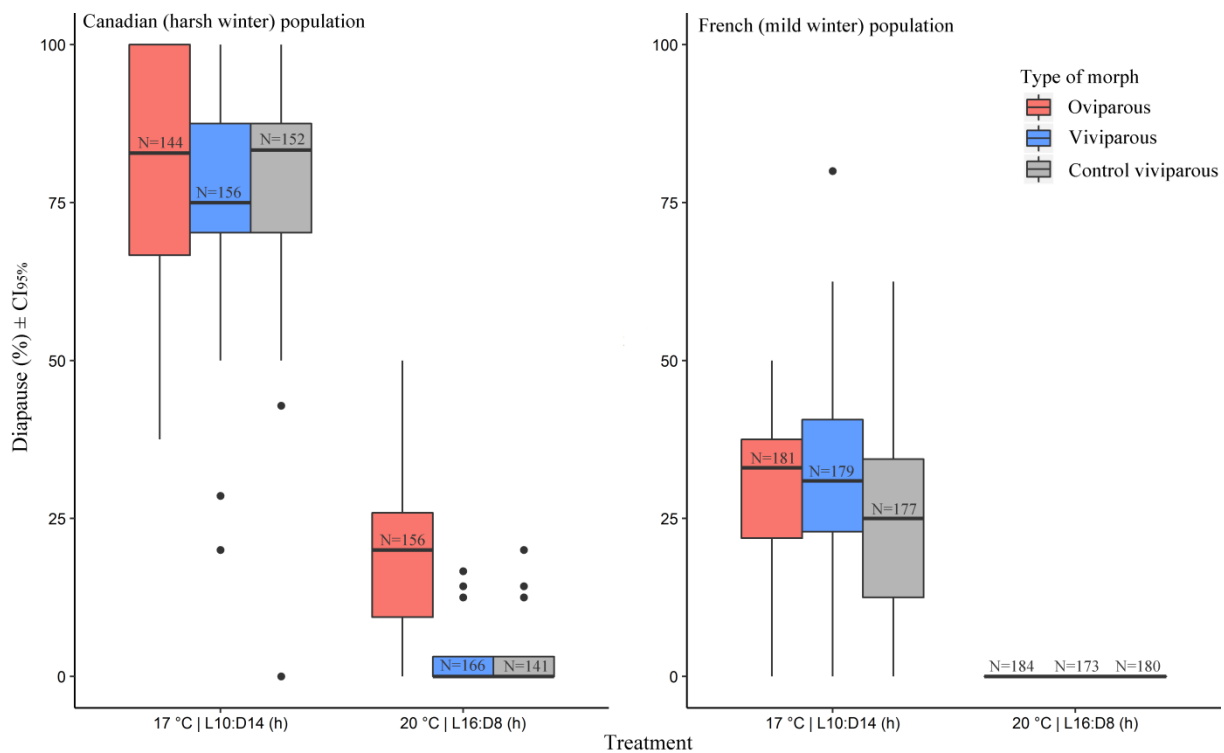 Canadian (harsh winter) population
French (mild winter) population
Type of morph
Oviparous
Viviparous
Control viviparous
Diapause (%) ± CI95%
100
75
50
25
0
N=144
N=156
N=152
N=156
N=166
N=141
17 °C | L10:D14 (h)
20 °C | L16:D8 (h)
100
75
50
25
0
N=181
N=179
N=177
N=184
N=173
N=180
17 °C | L10:D14 (h)
20 °C | L16:D8 (h)
Treatment